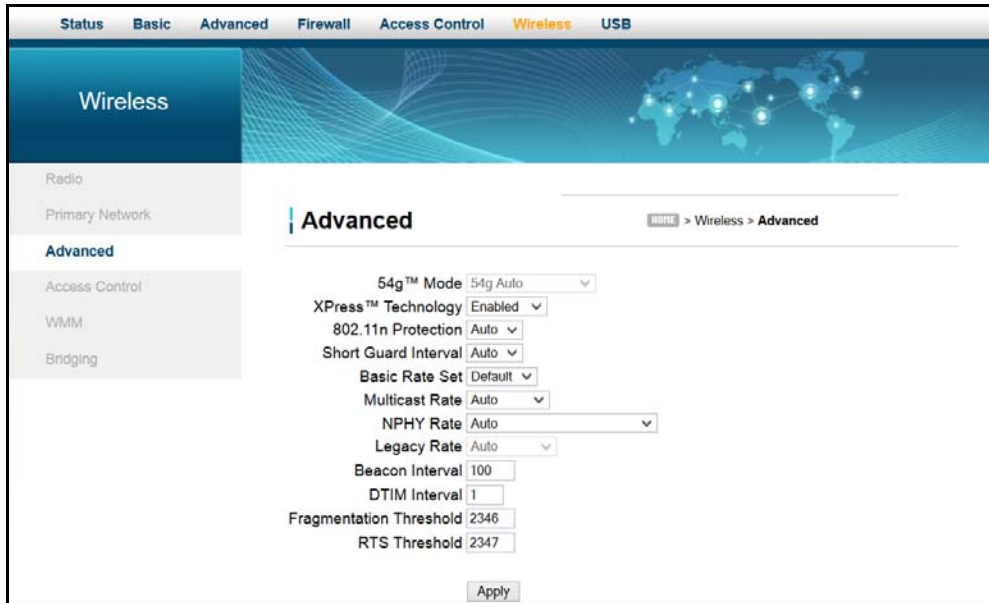 Status Basic Advanced Firewall Access Control Wireless USB
Wireless
Radio
Primary Network
Advanced
Access Control
WMM
Bridging
Advanced
HOME > Wireless > Advanced
54g™ Mode 54g Auto
XPress™ Technology Enabled
802.11n Protection Auto
Short Guard Interval Auto
Basic Rate Set Default
Multicast Rate Auto
NPHY Rate Auto
Legacy Rate Auto
Beacon Interval 100
DTIM Interval 1
Fragmentation Threshold 2346
RTS Threshold 2347
Apply